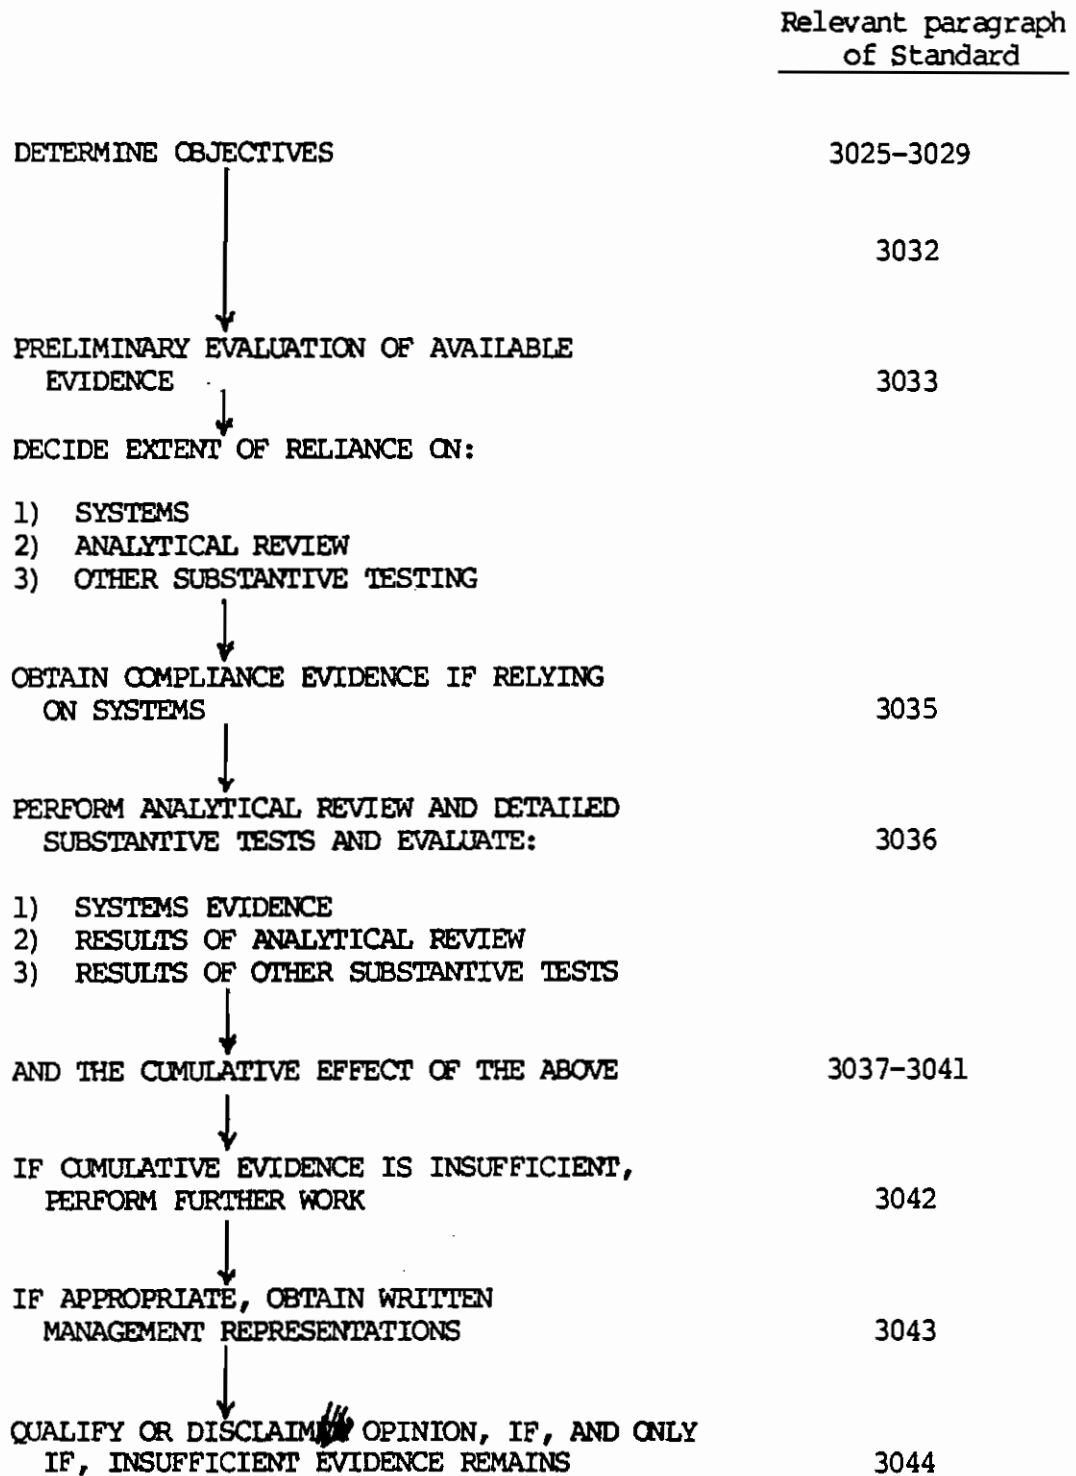 Relevant paragraph
of Standard
DETERMINE OBJECTIVES 3025-3029
3032
PRELIMINARY EVALUATION OF AVAILABLE
EVIDENCE 3033
DECIDE EXTENT OF RELIANCE ON:
1) SYSTEMS
2) ANALYTICAL REVIEW
3) OTHER SUBSTANTIVE TESTING
OBTAIN COMPLIANCE EVIDENCE IF RELYING
ON SYSTEMS 3035
PERFORM ANALYTICAL REVIEW AND DETAILED
SUBSTANTIVE TESTS AND EVALUATE: 3036
1) SYSTEMS EVIDENCE
2) RESULTS OF ANALYTICAL REVIEW
3) RESULTS OF OTHER SUBSTANTIVE TESTS
AND THE CUMULATIVE EFFECT OF THE ABOVE 3037-3041
IF CUMULATIVE EVIDENCE IS INSUFFICIENT,
PERFORM FURTHER WORK 3042
IF APPROPRIATE, OBTAIN WRITTEN
MANAGEMENT REPRESENTATIONS 3043
QUALIFY OR DISCLAIM OPINION, IF, AND ONLY
IF, INSUFFICIENT EVIDENCE REMAINS 3044